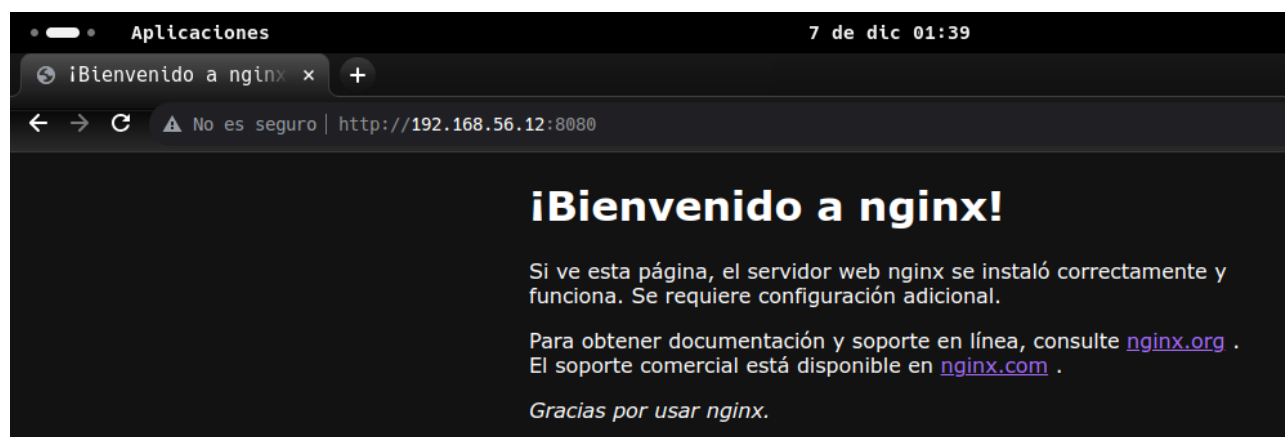 Aplicaciones 7 de dic 01:39
¡Bienvenido a nginx
No es seguro http://192.168.56.12:8080
¡Bienvenido a nginx!
Si ve esta página, el servidor web nginx se instaló correctamente y
funciona. Se requiere configuración adicional.
Para obtener documentación y soporte en línea, consulte nginx.org .
El soporte comercial está disponible en nginx.com .
Gracias por usar nginx.